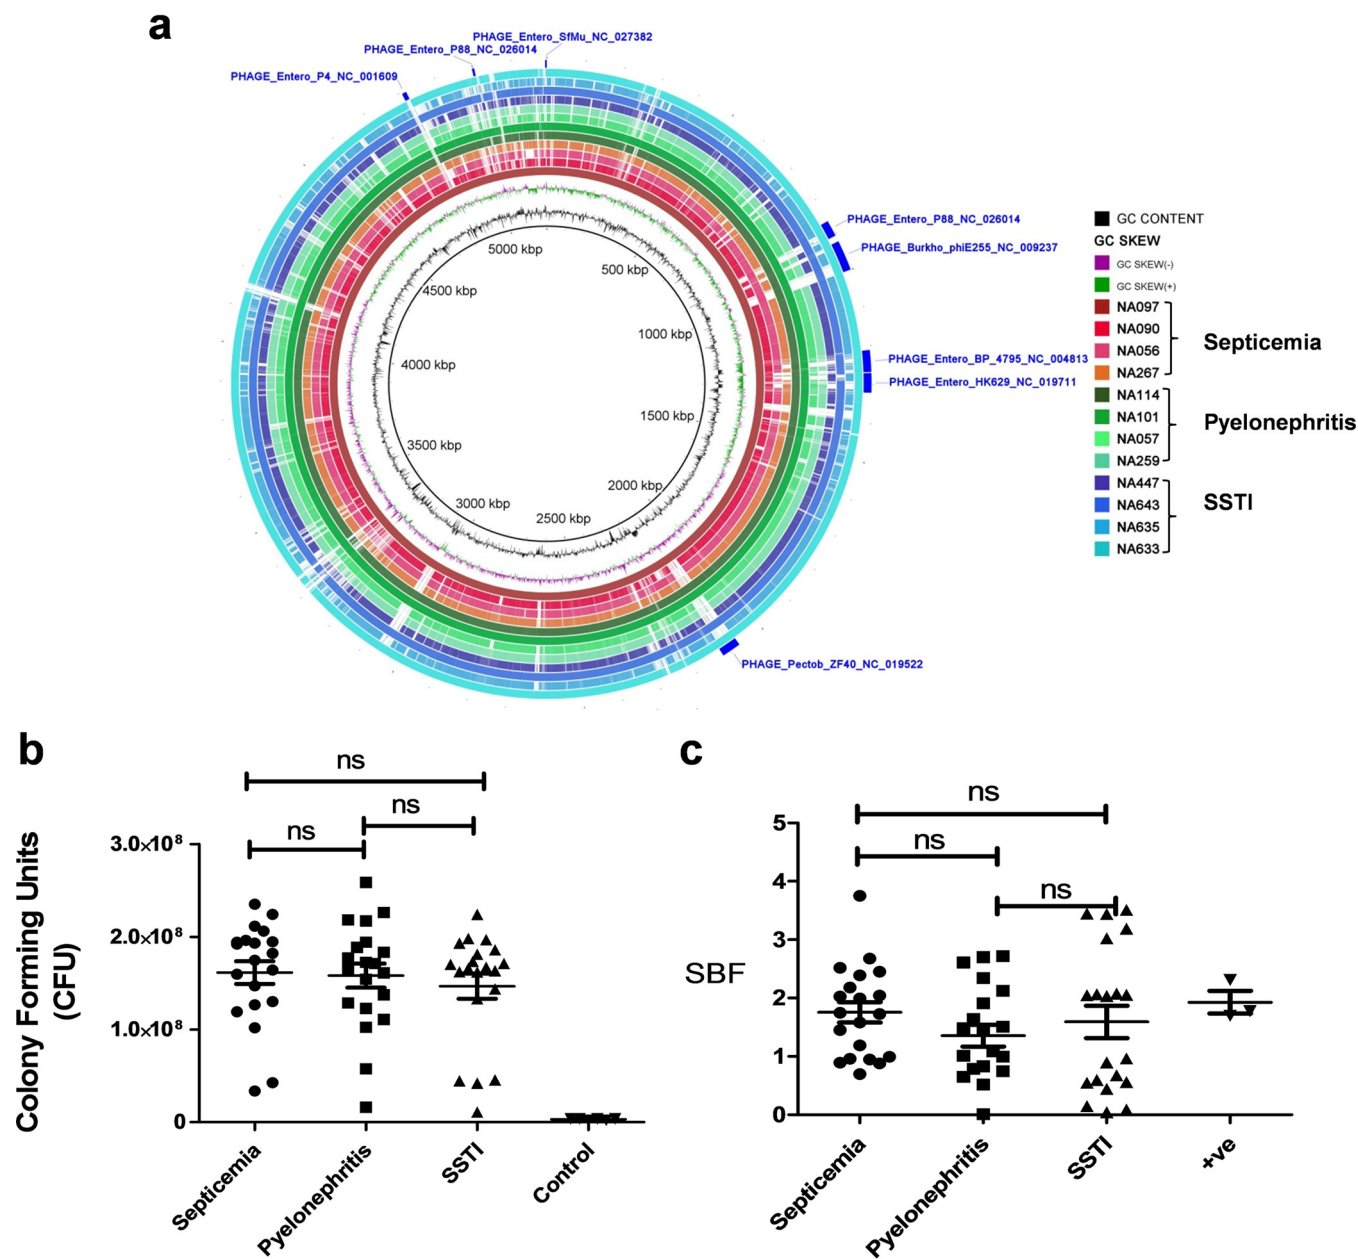 a
PHAGE_Entero_SfMu_NC_027382
PHAGE_Entero_P88_NC_026014
PHAGE_Entero_P4_NC_001609
PHAGE_Entero_P88_NC_026014
PHAGE_Burkho_phiE255_NC_009237
PHAGE_Entero_BP_4795_NC_004813
PHAGE_Entero_HK629_NC_019711
PHAGE_Pectob_ZF40_NC_019522
5000 kbp
500 kbp
4500 kbp
1000 kbp
4000 kbp
1500 kbp
3500 kbp
2000 kbp
3000 kbp
2500 kbp
GC CONTENT
GC SKEW
GC SKEW(-)
GC SKEW(+)
NA097
NA090
NA056
NA267
Septicemia
NA114
NA101
NA057
NA259
Pyelonephritis
NA447
NA643
NA635
NA633
SSTI
b
ns
ns
ns
Colony Forming Units
(CFU)
3.0×10⁸
2.0×10⁸
1.0×10⁸
0
Septicemia
Pyelonephritis
SSTI
Control
c
ns
ns
ns
SBF
5
4
3
2
1
0
Septicemia
Pyelonephritis
SSTI
+ve